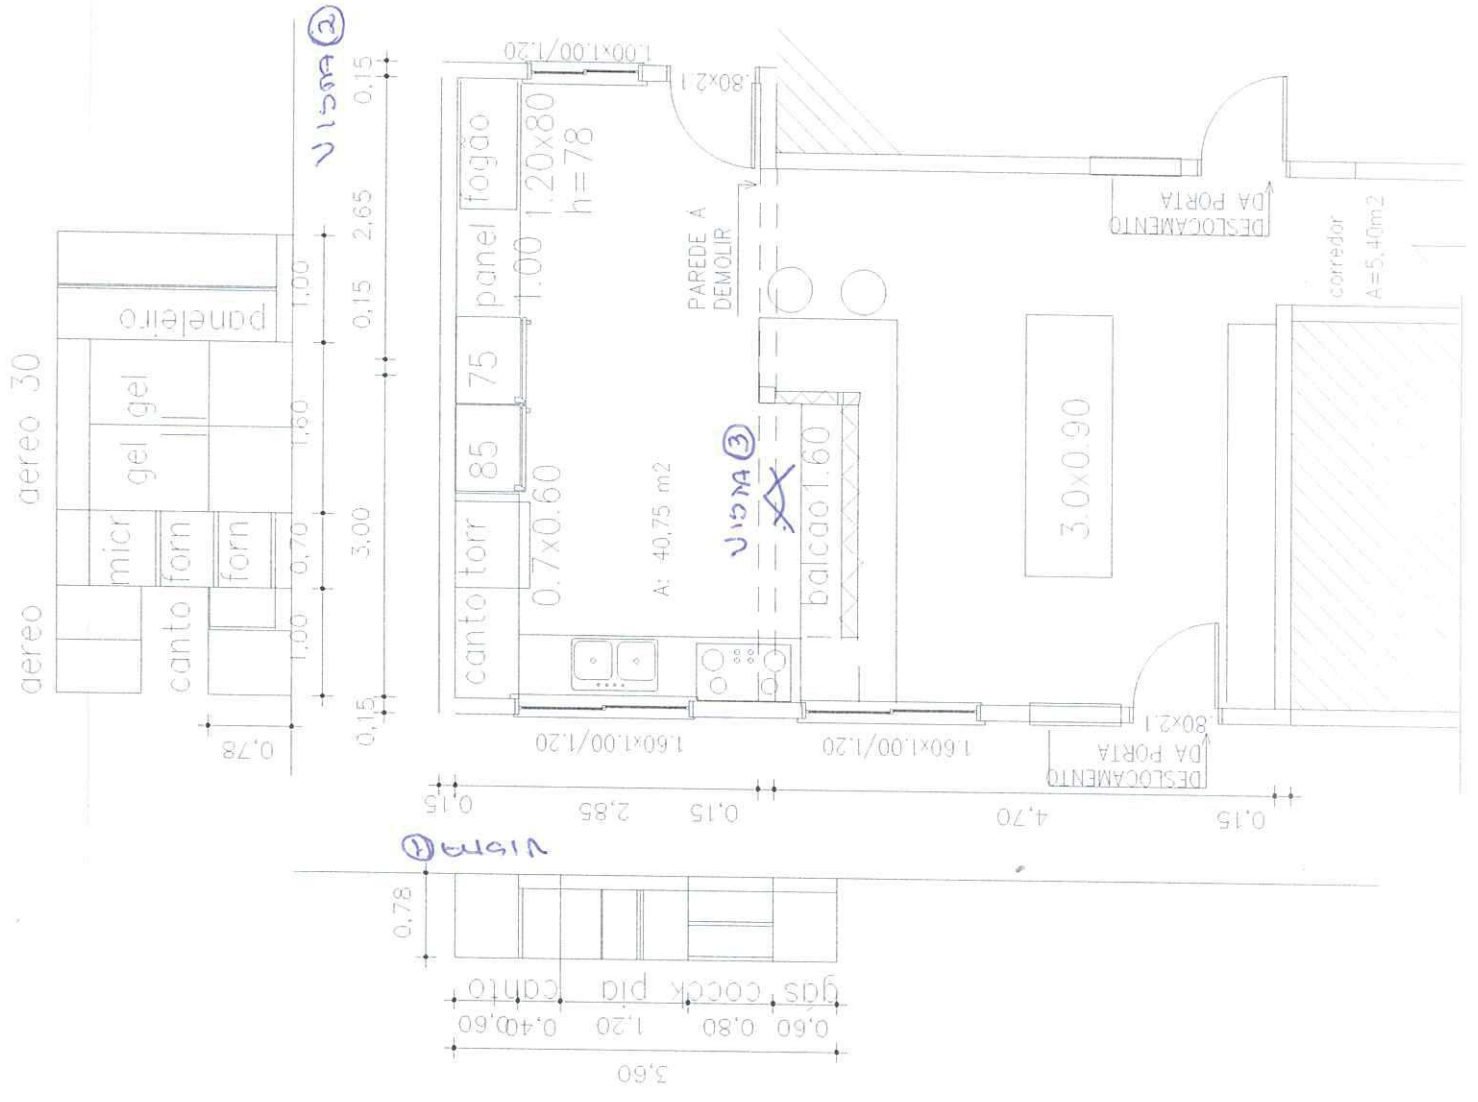 VISTA 2
aereo
aereo 30
micr
forn
forn
canto
gel gel
paneleiro
1,00
0,70
1,60
1,00
0,78
0,15
3,00
0,15
2,65
0,15
1.00x1.00/1.20
.80x2.1
fogão
1.20x80
h=78
panel
1.00
75
85
torr
0.7x0.60
canto
A: 40,75 m2
PAREDE A
DEMOLIR
VISTA 3
balcao 1.60
3.0x0.90
DESLOCAMENTO
DA PORTA
corredor
A=5,40m2
1.60x1.00/1.20
1.60x1.00/1.20
DESLOCAMENTO
DA PORTA
.80x2.1
0,15
2,85
0,15
4,70
0,15
1
0,78
canto
pia
coock
gás
0,60
0,40
1,20
0,80
0,60
3,60